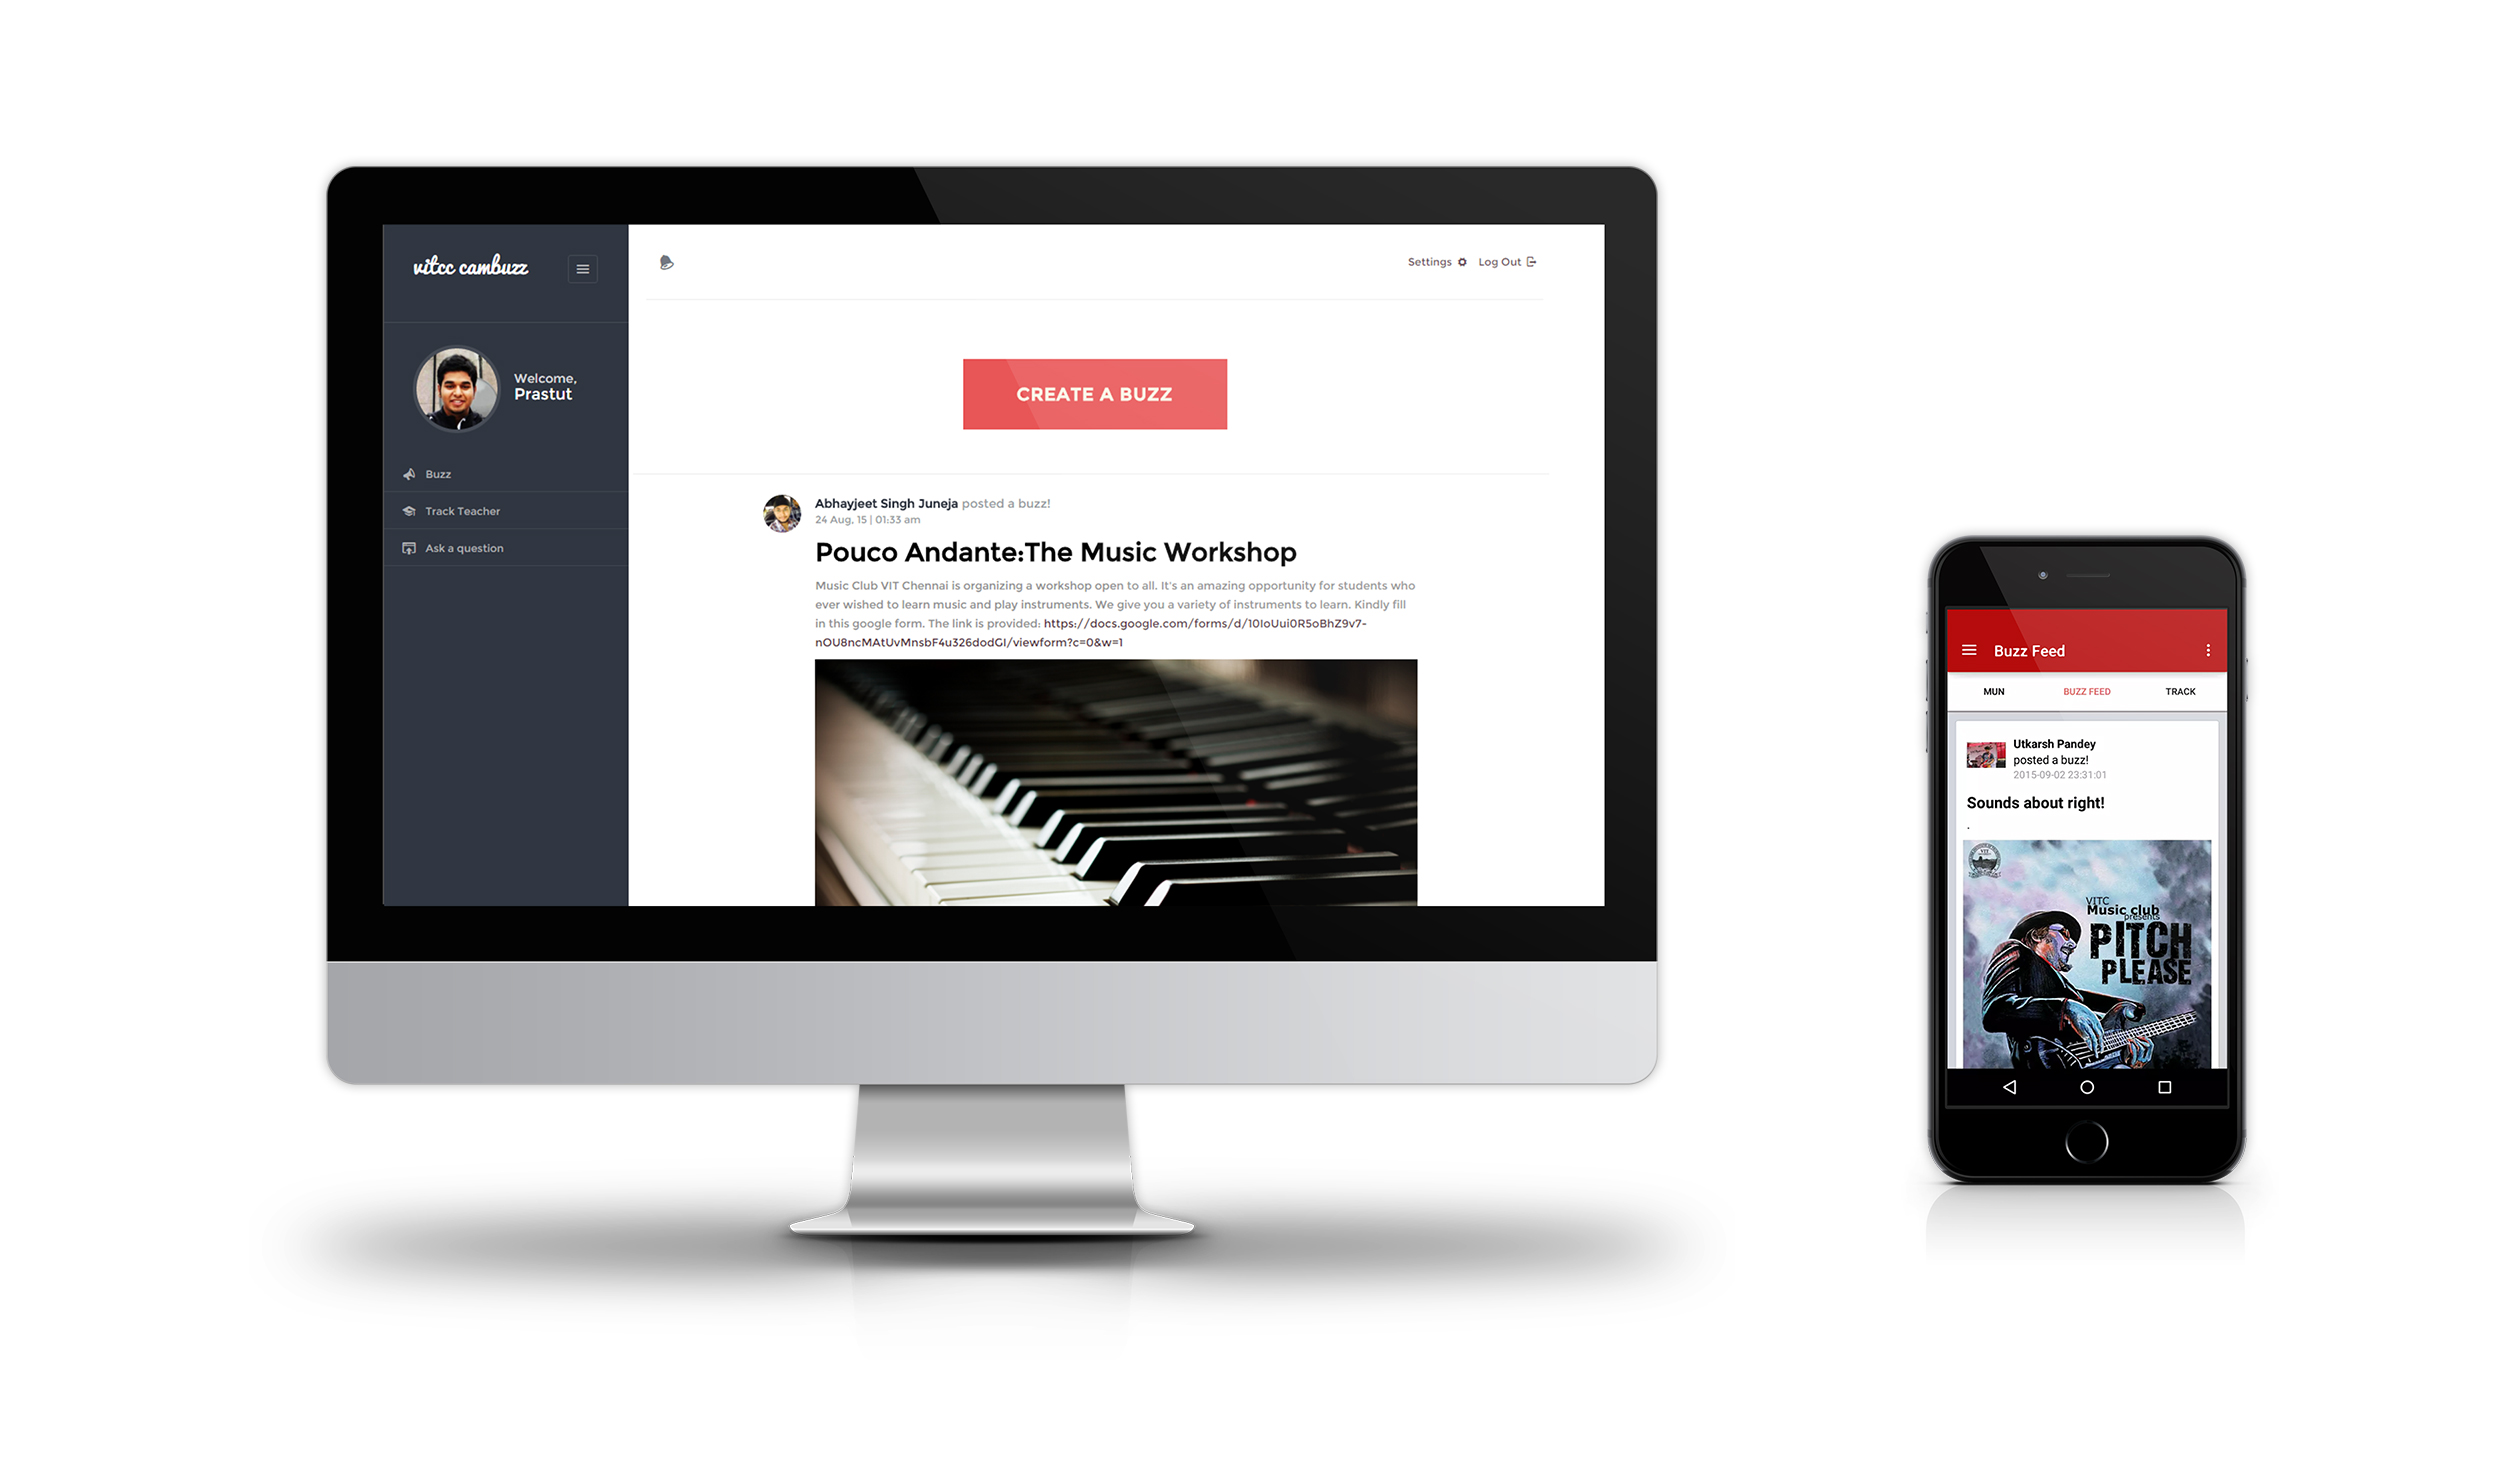 vitcc cambuzz
Settings Log Out
Welcome,
Prastut
CREATE A BUZZ
Buzz
Track Teacher
Ask a question
Abhayjeet Singh Juneja posted a buzz!
24 Aug, 15 | 01:33 am
Pouco Andante:The Music Workshop
Music Club VIT Chennai is organizing a workshop open to all. It's an amazing opportunity for students who
ever wished to learn music and play instruments. We give you a variety of instruments to learn. Kindly fill
in this google form. The link is provided: https://docs.google.com/forms/d/10IoUui0R5oBhZ9v7-
nOU8ncMAtUvMnsbF4u326dodGI/viewform?c=0&w=1
Buzz Feed
MUN BUZZ FEED TRACK
Utkarsh Pandey
posted a buzz!
2015-09-02 23:31:01
Sounds about right!
.
VITC
Music club
presents
PITCH
PLEASE